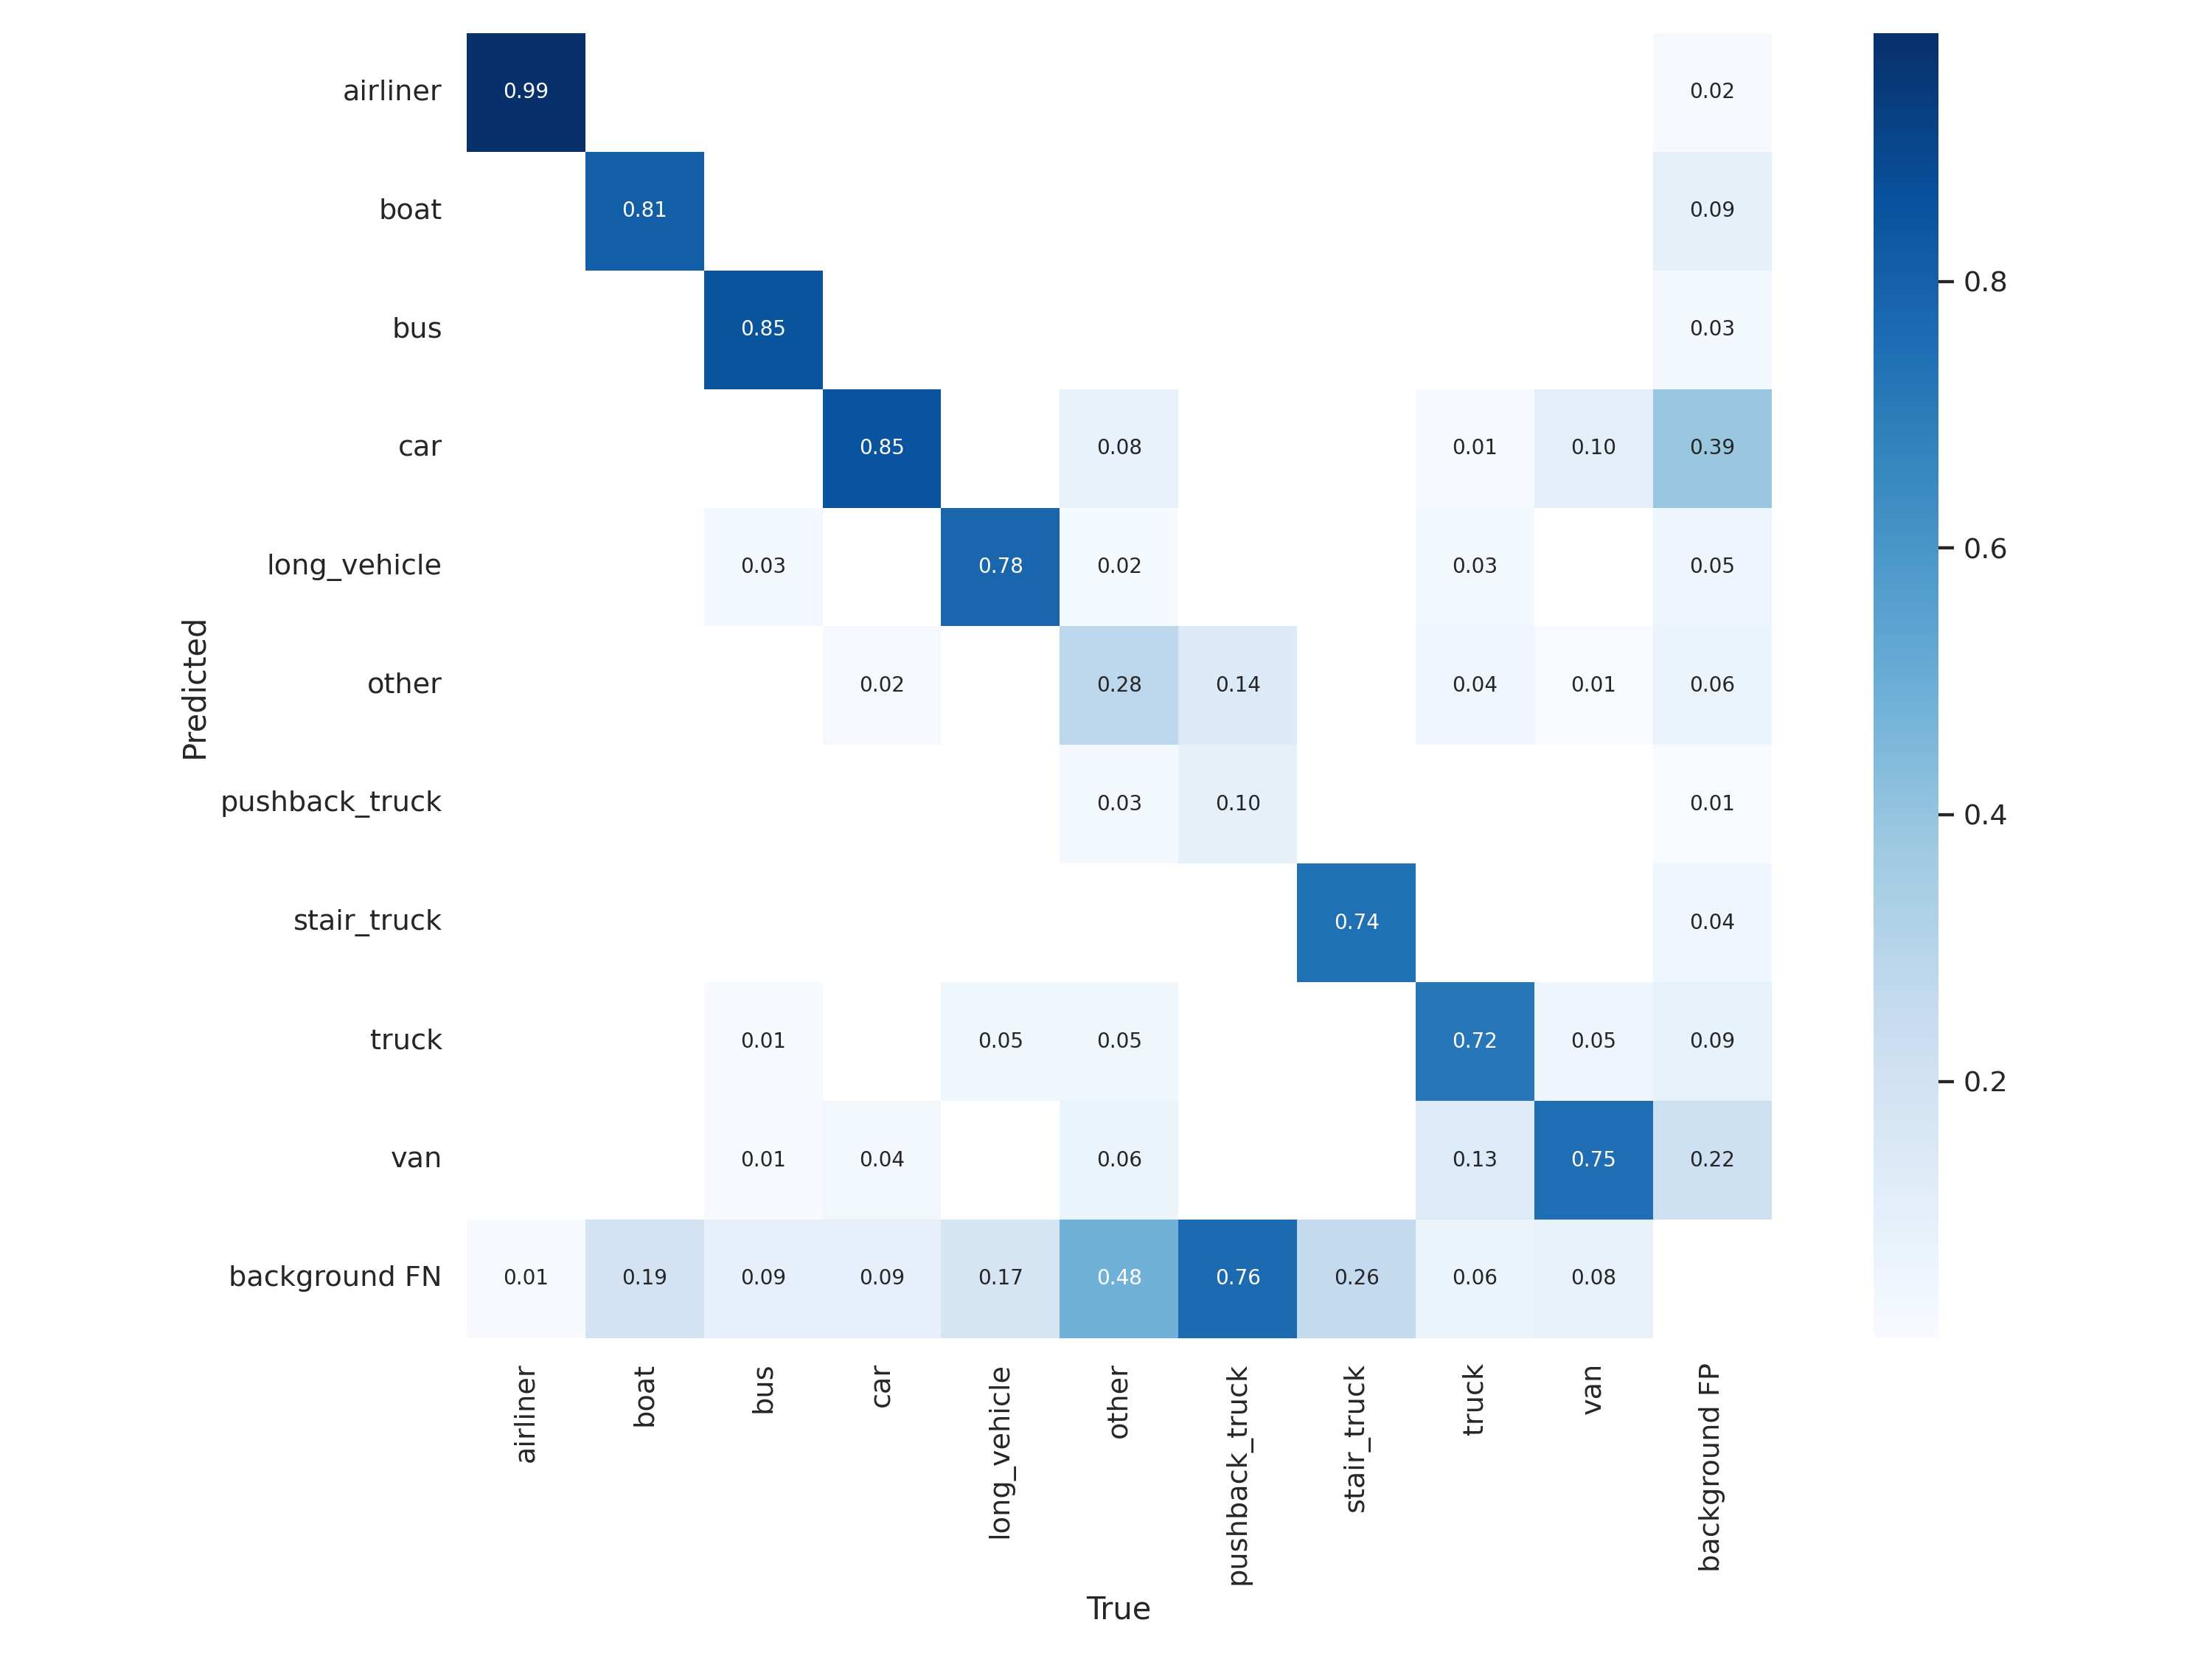 airliner 0.99 0.02
boat 0.81 0.09
0.8
bus 0.85 0.03
car 0.85 0.08 0.01 0.10 0.39
0.6
long_vehicle 0.03 0.78 0.02 0.03 0.05
Predicted
other 0.02 0.28 0.14 0.04 0.01 0.06
pushback_truck 0.03 0.10 0.01
0.4
stair_truck 0.74 0.04
truck 0.01 0.05 0.05 0.72 0.05 0.09
0.2
van 0.01 0.04 0.06 0.13 0.75 0.22
background FN 0.01 0.19 0.09 0.09 0.17 0.48 0.76 0.26 0.06 0.08
airliner
boat
bus
car
long_vehicle
other
pushback_truck
stair_truck
truck
van
background FP
True